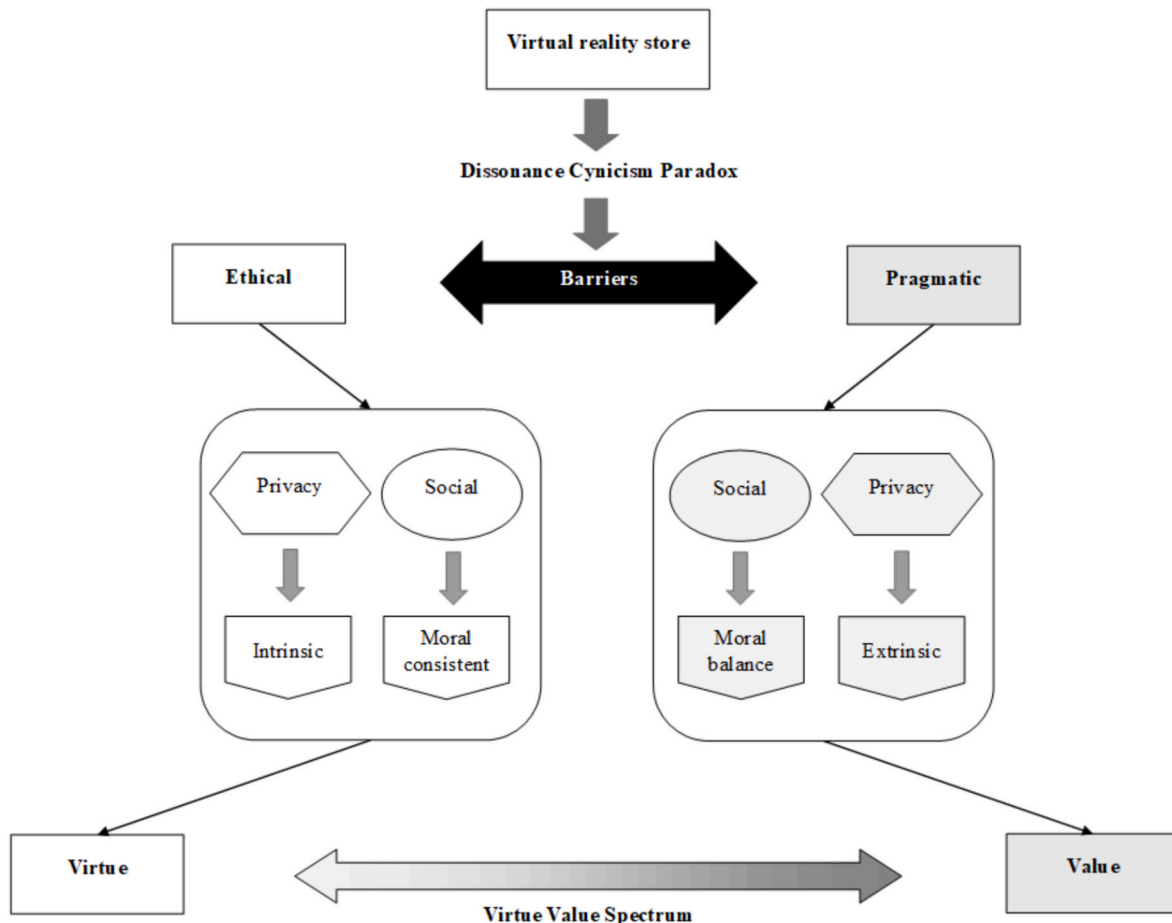 Virtual reality store
Dissonance Cynicism Paradox
Ethical
Barriers
Pragmatic
Privacy
Social
Social
Privacy
Intrinsic
Moral
consistent
Moral
balance
Extrinsic
Virtue
Value
Virtue Value Spectrum